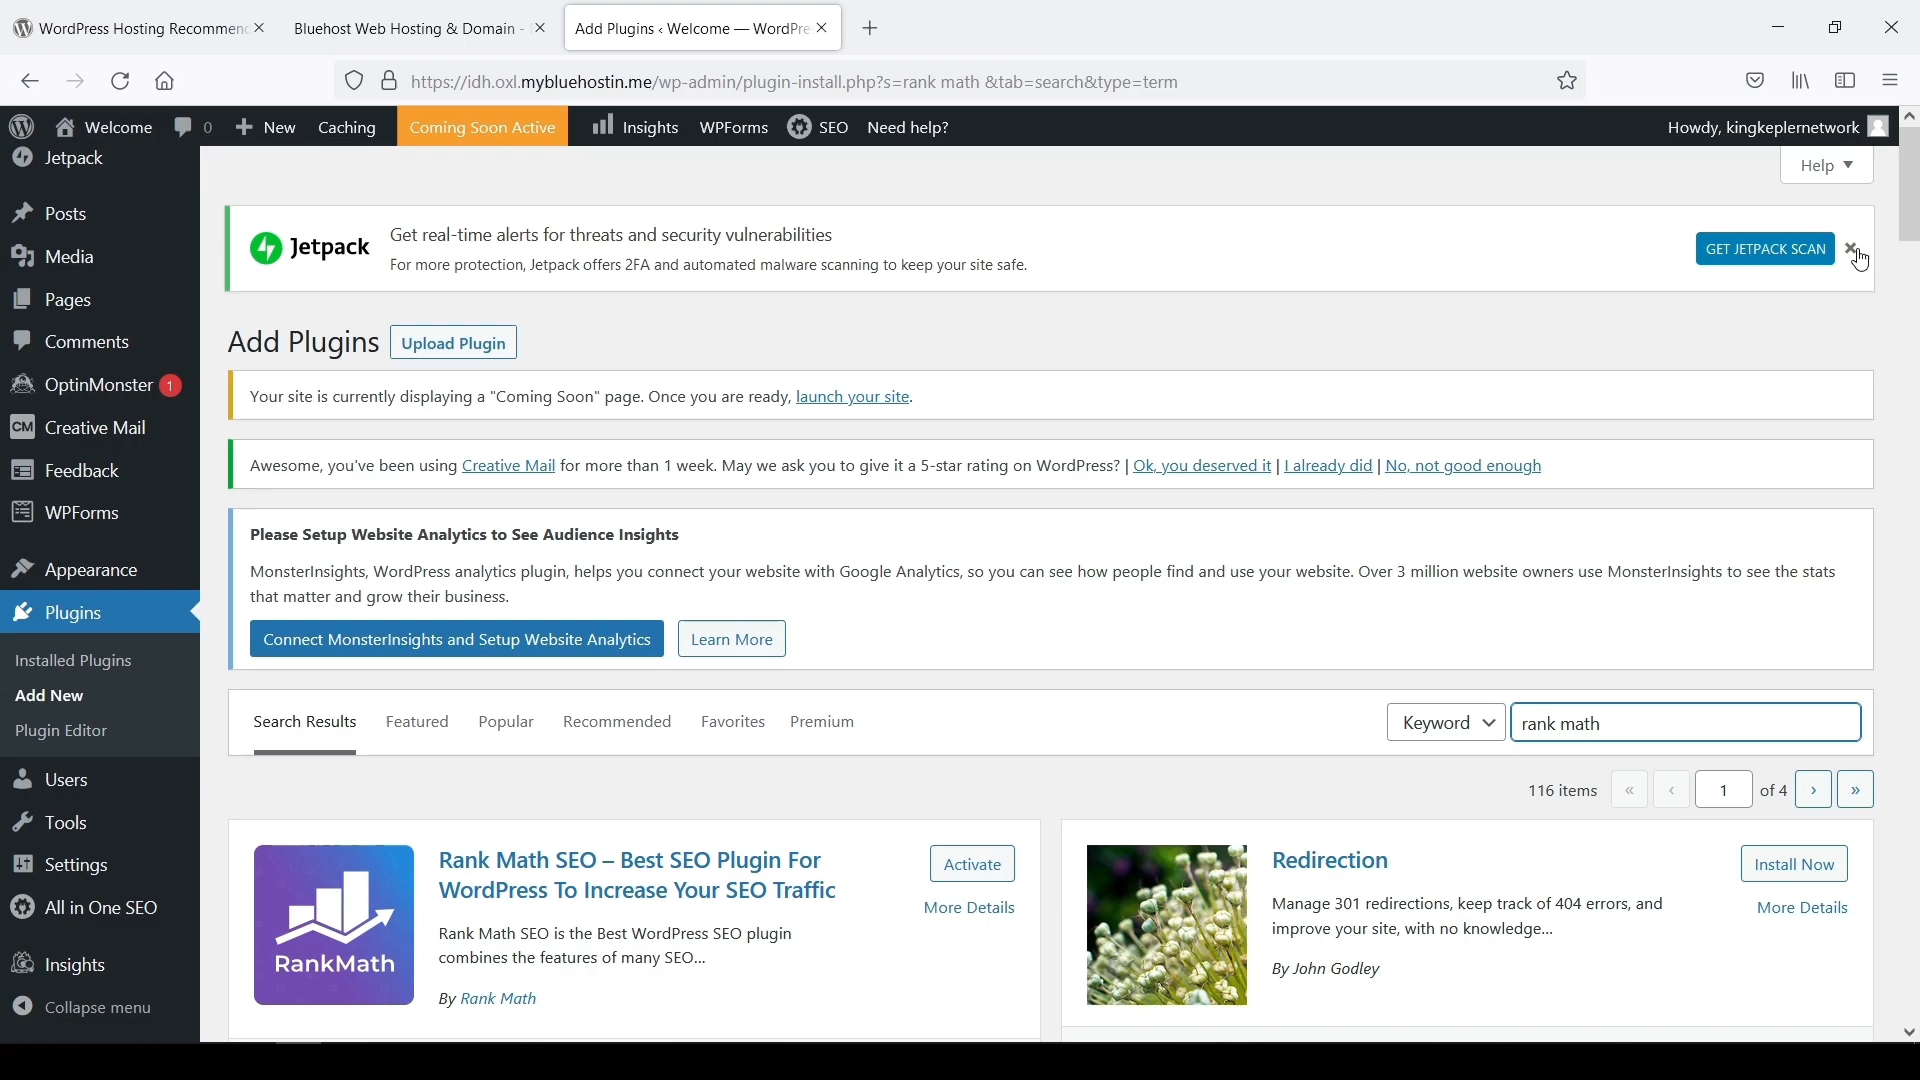 WordPress Hosting Recommen
Bluehost Web Hosting & Domain -
Add Plugins ‹ Welcome — WordPre
https://idh.oxl.mybluehostin.me/wp-admin/plugin-install.php?s=rank math &tab=search&type=term
Welcome
0
New
Caching
Coming Soon Active
Insights
WPForms
SEO
Need help?
Howdy, kingkeplernetwork
Jetpack
Posts
Media
Pages
Comments
OptinMonster 1
CM Creative Mail
Feedback
WPForms
Appearance
Plugins
Installed Plugins
Add New
Plugin Editor
Users
Tools
Settings
All in One SEO
Insights
Collapse menu
Help
Jetpack
Get real-time alerts for threats and security vulnerabilities
For more protection, Jetpack offers 2FA and automated malware scanning to keep your site safe.
GET JETPACK SCAN
Add Plugins
Upload Plugin
Your site is currently displaying a "Coming Soon" page. Once you are ready, launch your site.
Awesome, you've been using Creative Mail for more than 1 week. May we ask you to give it a 5-star rating on WordPress? | Ok, you deserved it | I already did | No, not good enough
Please Setup Website Analytics to See Audience Insights
MonsterInsights, WordPress analytics plugin, helps you connect your website with Google Analytics, so you can see how people find and use your website. Over 3 million website owners use MonsterInsights to see the stats
that matter and grow their business.
Connect MonsterInsights and Setup Website Analytics
Learn More
Search Results
Featured
Popular
Recommended
Favorites
Premium
Keyword
rank math
116 items « ‹ 1 of 4 › »
RankMath
Rank Math SEO – Best SEO Plugin For
WordPress To Increase Your SEO Traffic
Rank Math SEO is the Best WordPress SEO plugin
combines the features of many SEO...
By Rank Math
Activate
More Details
Redirection
Manage 301 redirections, keep track of 404 errors, and
improve your site, with no knowledge...
By John Godley
Install Now
More Details